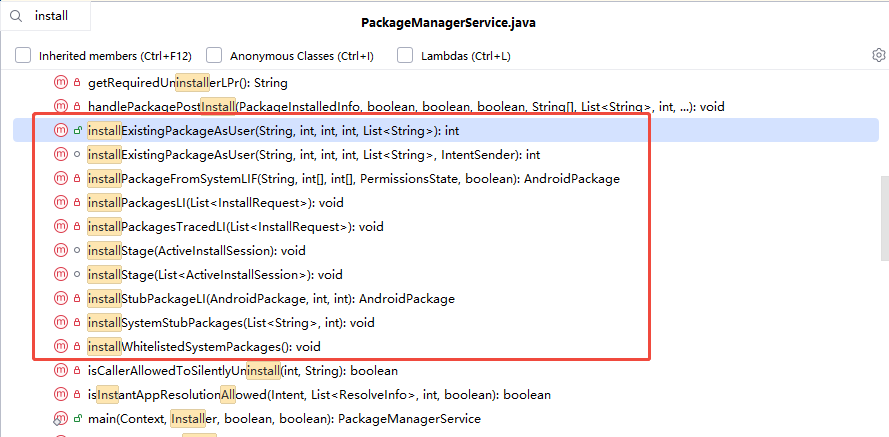 install
PackageManagerService.java
Inherited members (Ctrl+F12) Anonymous Classes (Ctrl+I) Lambdas (Ctrl+L)
m getRequiredUninstallerLPr(): String
m handlePackagePostInstall(PackageInstalledInfo, boolean, boolean, boolean, String[], List<String>, int, ...): void
m installExistingPackageAsUser(String, int, int, int, List<String>): int
m installExistingPackageAsUser(String, int, int, int, List<String>, IntentSender): int
m installPackageFromSystemLIF(String, int[], int[], PermissionsState, boolean): AndroidPackage
m installPackagesLI(List<InstallRequest>): void
m installPackagesTracedLI(List<InstallRequest>): void
m installStage(ActiveInstallSession): void
m installStage(List<ActiveInstallSession>): void
m installStubPackageLI(AndroidPackage, int, int): AndroidPackage
m installSystemStubPackages(List<String>, int): void
m installWhitelistedSystemPackages(): void
m isCallerAllowedToSilentlyUninstall(int, String): boolean
m isInstantAppResolutionAllowed(Intent, List<ResolveInfo>, int, boolean): boolean
m main(Context, Installer, boolean, boolean): PackageManagerService